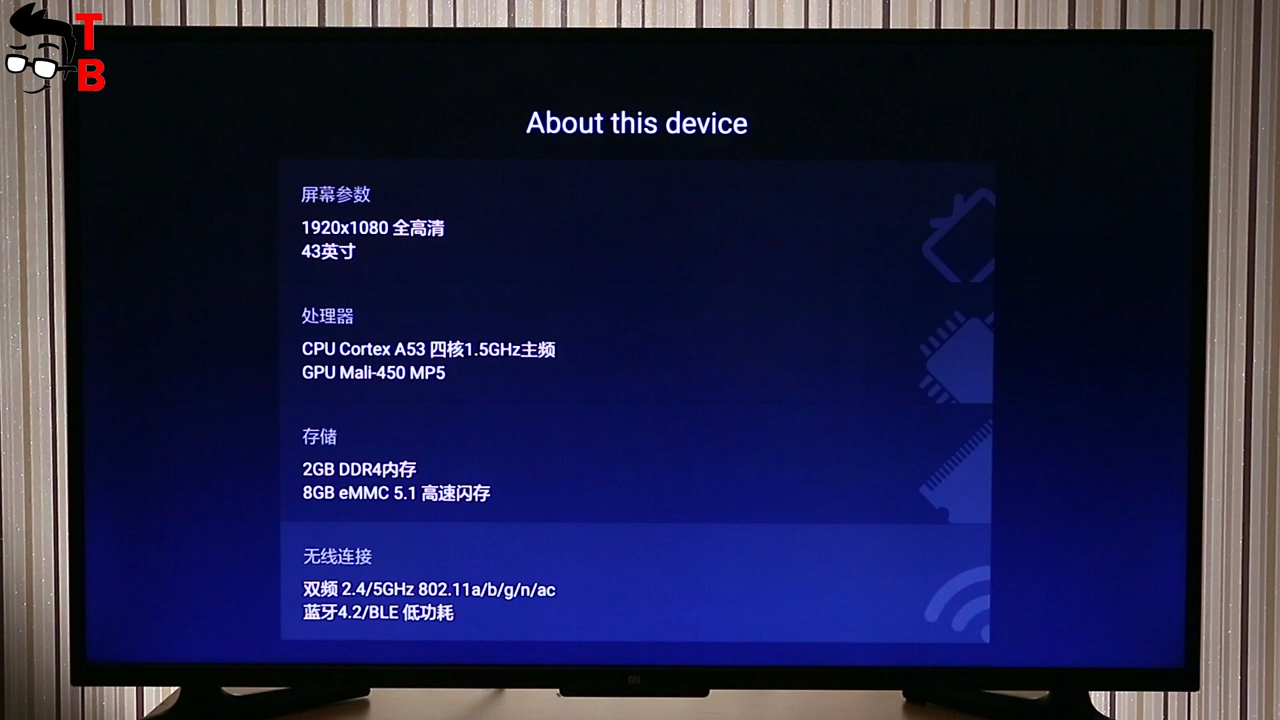 T
B
About this device
屏幕参数
1920x1080 全高清
43英寸
处理器
CPU Cortex A53 四核1.5GHz主频
GPU Mali-450 MP5
存储
2GB DDR4内存
8GB eMMC 5.1 高速闪存
无线连接
双频 2.4/5GHz 802.11a/b/g/n/ac
蓝牙4.2/BLE 低功耗
mi